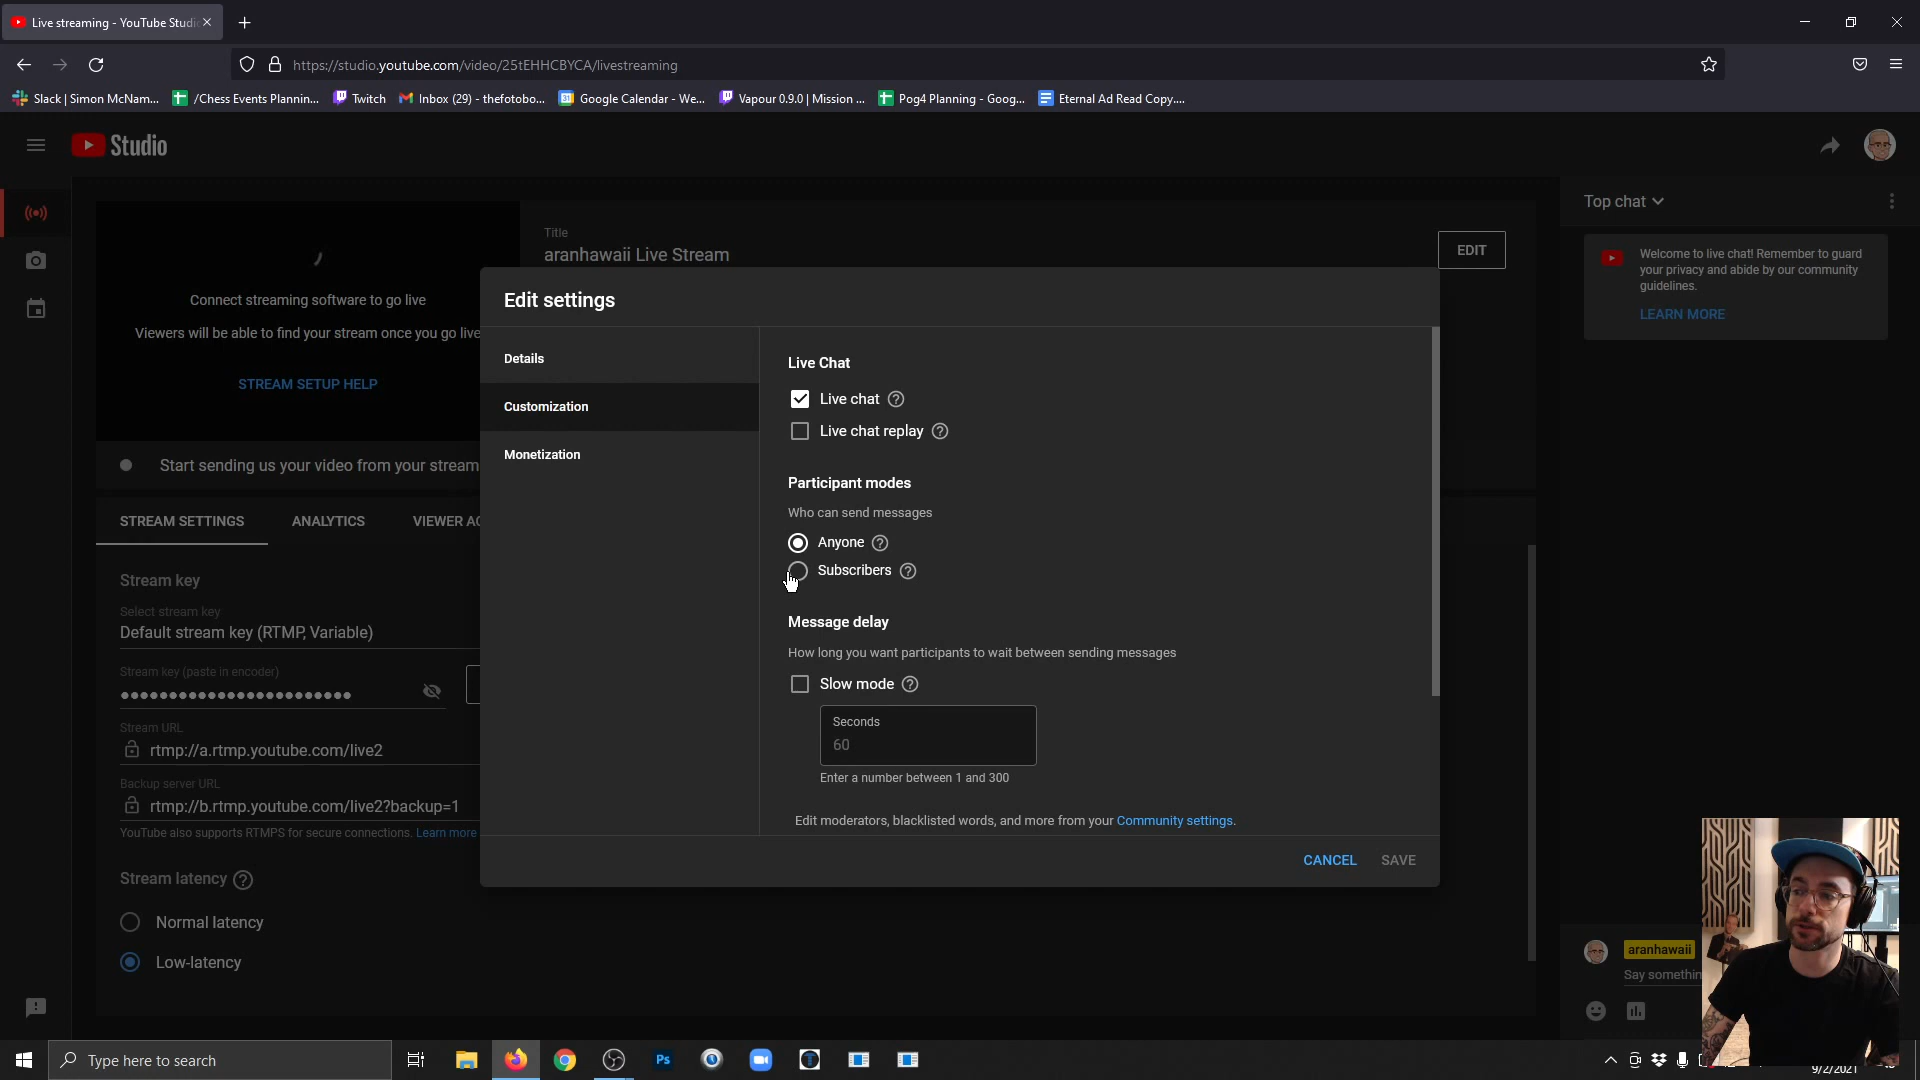 Live streaming - YouTube Studi
https://studio.youtube.com/video/25tEHHCBYCA/livestreaming
Slack | Simon McNam...
/Chess Events Plannin...
Twitch
Inbox (29) - thefotobo...
Google Calendar - We...
Vapour 0.9.0 | Mission ...
Pog4 Planning - Goog...
Eternal Ad Read Copy....
Studio
Connect streaming software to go live
Viewers will be able to find your stream once you go live
STREAM SETUP HELP
Title
aranhawaii Live Stream
EDIT
Top chat
Welcome to live chat! Remember to guard
your privacy and abide by our community
guidelines.
LEARN MORE
Start sending us your video from your stream
STREAM SETTINGS
ANALYTICS
VIEWER AC
Stream key
Select stream key
Default stream key (RTMP, Variable)
Stream key (paste in encoder)
Stream URL
rtmp://a.rtmp.youtube.com/live2
Backup server URL
rtmp://b.rtmp.youtube.com/live2?backup=1
YouTube also supports RTMPS for secure connections. Learn more
Stream latency
Normal latency
Low-latency
Edit settings
Details
Customization
Monetization
Live Chat
Live chat
Live chat replay
Participant modes
Who can send messages
Anyone
Subscribers
Message delay
How long you want participants to wait between sending messages
Slow mode
Seconds
60
Enter a number between 1 and 300
Edit moderators, blacklisted words, and more from your Community settings.
CANCEL
SAVE
aranhawaii
Say somethin
Type here to search
Ps
9/2/2021